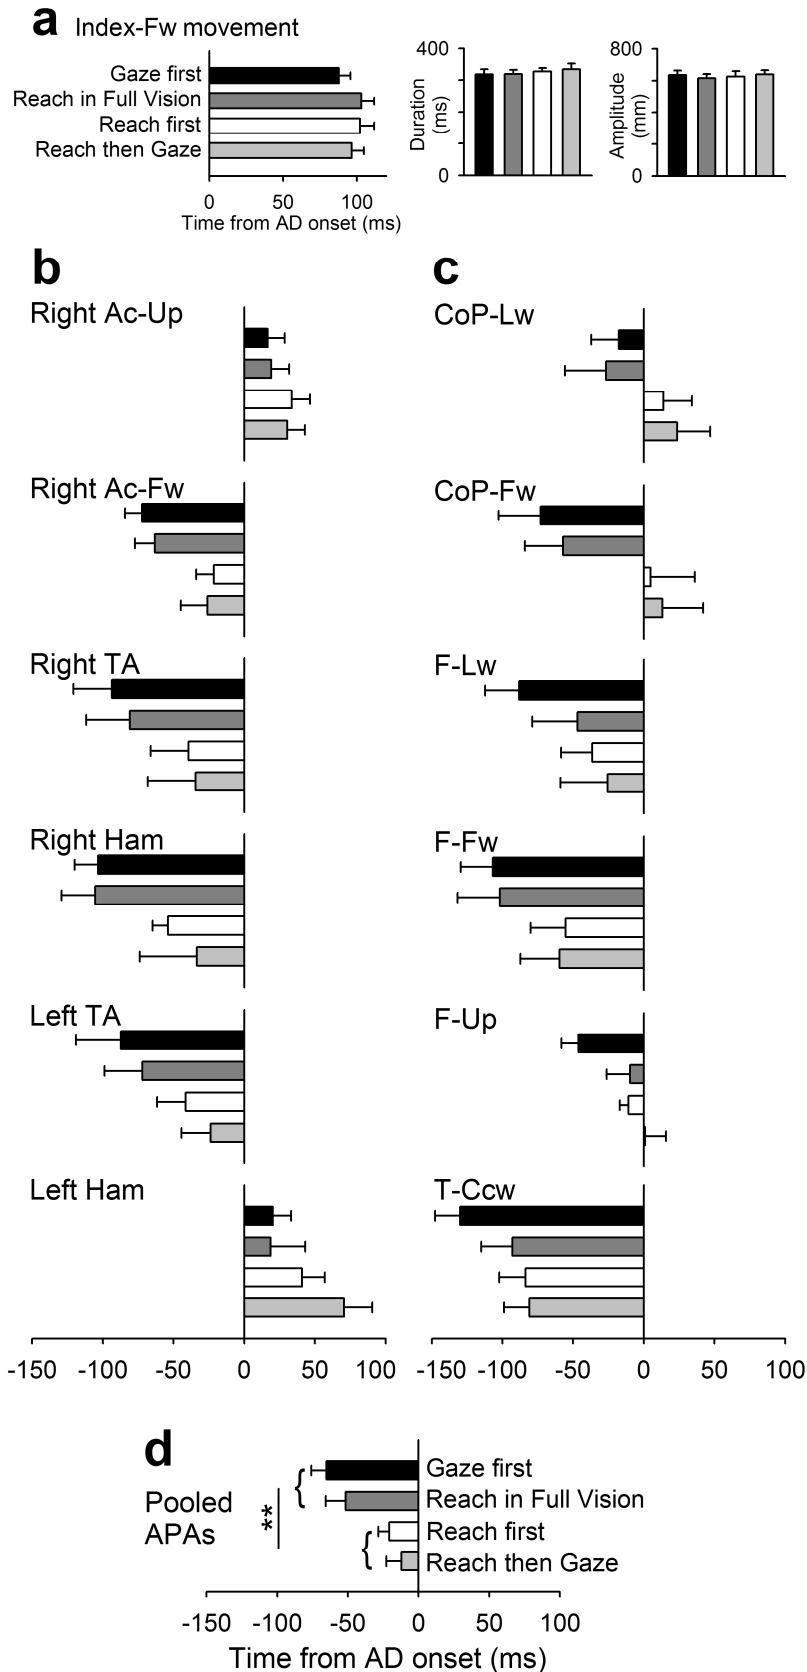 a Index-Fw movement
Gaze first
Reach in Full Vision
Reach first
Reach then Gaze
0 50 100
Time from AD onset (ms)
400
Duration
(ms)
0
800
Amplitude
(mm)
0
b
Right Ac-Up
Right Ac-Fw
Right TA
Right Ham
Left TA
Left Ham
-150 -100 -50 0 50 100
c
CoP-Lw
CoP-Fw
F-Lw
F-Fw
F-Up
T-Ccw
-150 -100 -50 0 50 100
d
Pooled
APAs
**
{
{
Gaze first
Reach in Full Vision
Reach first
Reach then Gaze
-150 -100 -50 0 50 100
Time from AD onset (ms)